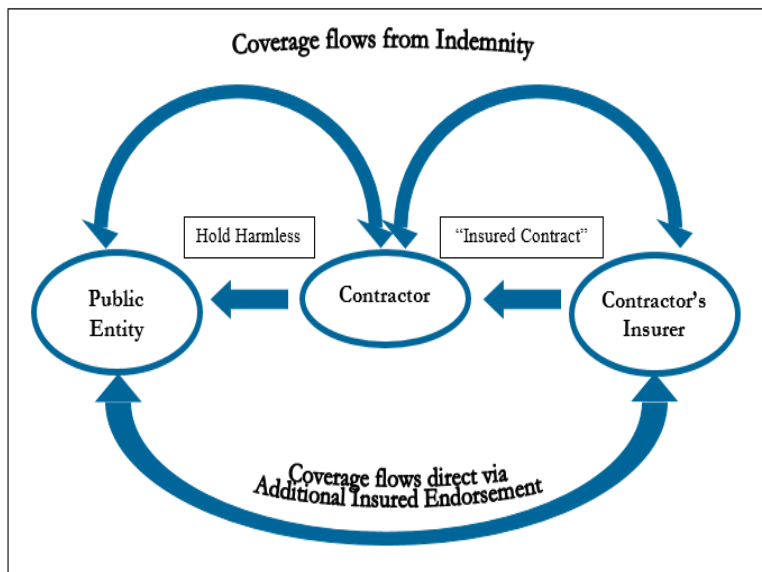 Coverage flows from Indemnity
Hold Harmless
“Insured Contract”
Public
Entity
Contractor
Contractor’s
Insurer
Coverage flows direct via
Additional Insured Endorsement